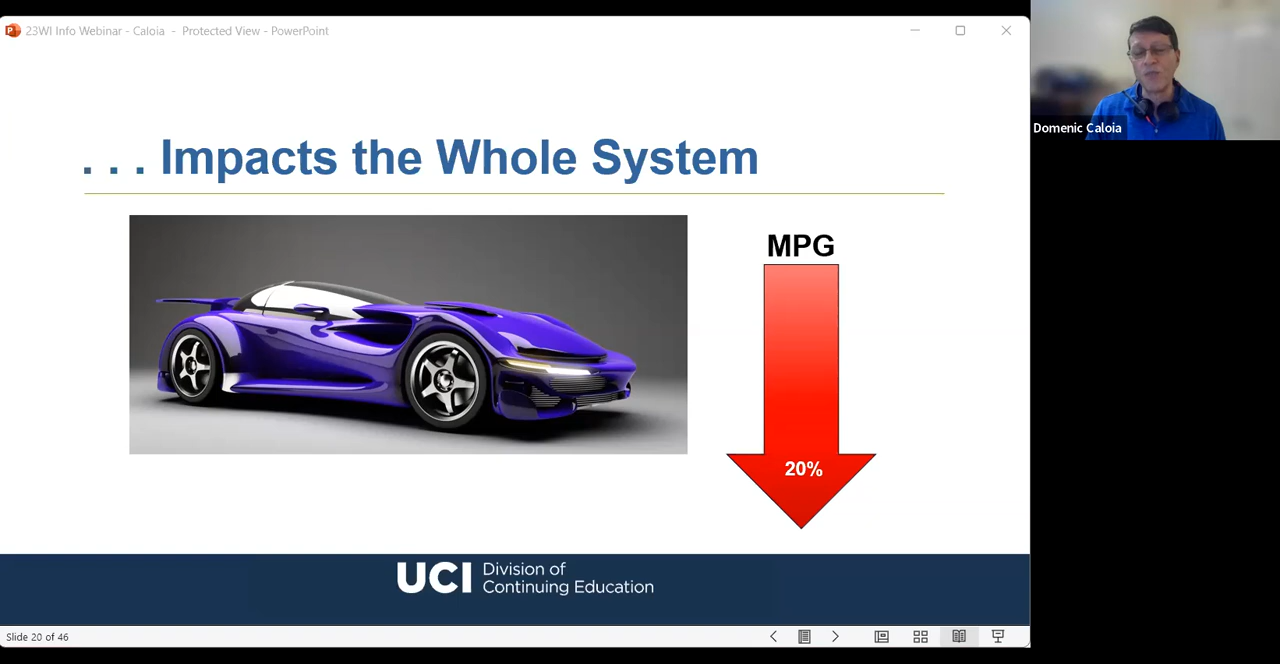 23WI Info Webinar - Caloia - Protected View - PowerPoint
Domenic Caloia
. . . Impacts the Whole System
MPG
20%
UCI Division of
Continuing Education
Slide 20 of 46